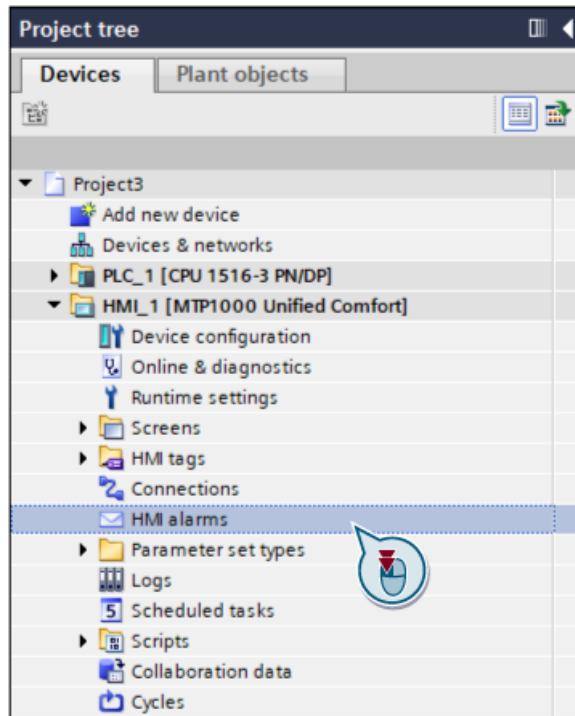 Project tree
Devices
Plant objects
Project3
Add new device
Devices & networks
PLC_1 [CPU 1516-3 PN/DP]
HMI_1 [MTP1000 Unified Comfort]
Device configuration
Online & diagnostics
Runtime settings
Screens
HMI tags
Connections
HMI alarms
Parameter set types
Logs
5 Scheduled tasks
Scripts
Collaboration data
Cycles